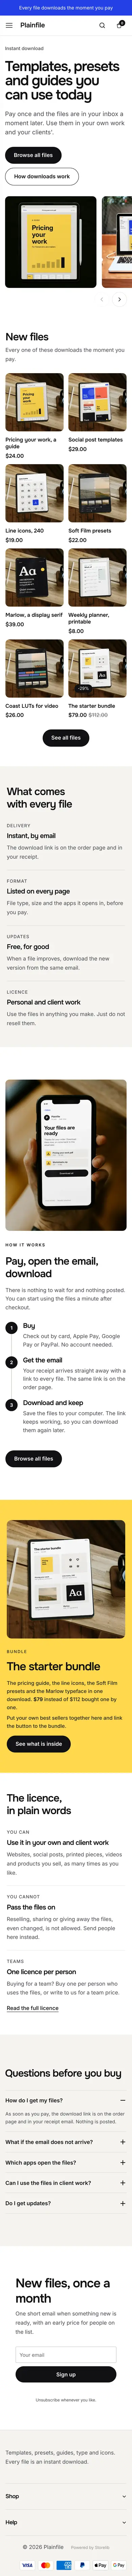 Every file downloads the moment you pay
Plainfile
0
Instant download
Templates, presets
and guides you
can use today
Pay once and the files are in your inbox a
moment later. Use them in your own work
and your clients'.
Browse all files
How downloads work
Pricing
your work
New files
Every one of these downloads the moment you
pay.
Pricing your work, a
guide
$24.00
Social post templates
$29.00
Line Icons, 240
$19.00
Soft Film presets
$22.00
Aa
Marlow, a display serif
$39.00
Weekly planner,
printable
$8.00
Coast LUTs for video
$26.00
-29%
The starter bundle
$79.00 $112.00
See all files
What comes
with every file
DELIVERY
Instant, by email
The download link is on the order page and in
your receipt.
FORMAT
Listed on every page
File type, size and the apps it opens in, before
you pay.
UPDATES
Free, for good
When a file improves, download the new
version from the same email.
LICENCE
Personal and client work
Use the files in anything you make. Just do not
resell them.
Your files are
ready
HOW IT WORKS
Pay, open the email,
download
There is nothing to wait for and nothing posted.
You can start using the files a minute after
checkout.
1
Buy
Check out by card, Apple Pay, Google
Pay or PayPal. No account needed.
2
Get the email
Your receipt arrives straight away with a
link to every file. The same link is on the
order page.
3
Download and keep
Save the files to your computer. The link
keeps working, so you can download
them again later.
Browse all files
The starter bundle
Aa
BUNDLE
The starter bundle
The pricing guide, the line icons, the Soft Film
presets and the Marlow typeface in one
download. $79 instead of $112 bought one by
one.
Put your own best sellers together here and link
the button to the bundle.
See what is inside
The licence,
in plain words
YOU CAN
Use it in your own and client work
Websites, social posts, printed pieces, videos
and products you sell, as many times as you
like.
YOU CANNOT
Pass the files on
Reselling, sharing or giving away the files,
even changed, is not allowed. Send people
here instead.
TEAMS
One licence per person
Buying for a team? Buy one per person who
uses the files, or write to us for a team price.
Read the full licence
Questions before you buy
How do I get my files?
As soon as you pay, the download link is on the order
page and in your receipt email. Nothing is posted.
What if the email does not arrive?
Which apps open the files?
Can I use the files in client work?
Do I get updates?
New files, once a
month
One short email when something new is
ready, with an early price for people on
the list.
Your email
Sign up
Unsubscribe whenever you like.
Templates, presets, guides, type and icons.
Every file is an instant download.
Shop
Help
© 2026 Plainfile
Powered by Shopify
VISA
AMEX
PayPal
Pay
G Pay